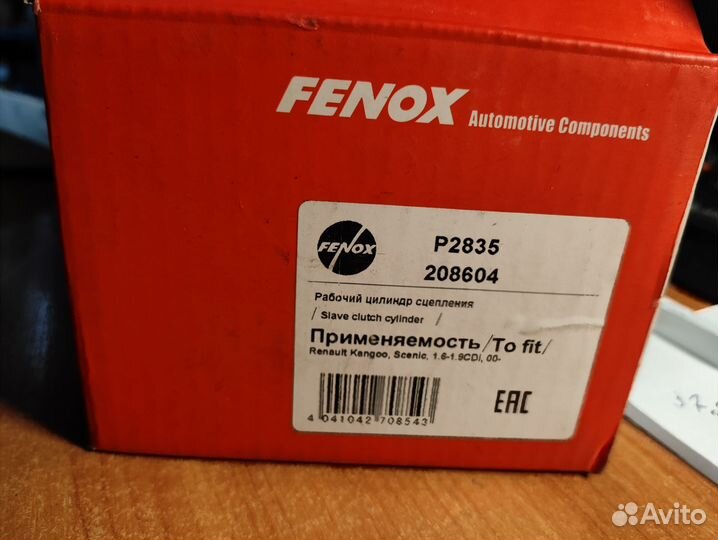 FENOX Automotive Components
FENOX
P2835
208604
Рабочий цилиндр сцепления
/ Slave clutch cylinder /
Применяемость/To fit/
Renault Kangoo, Scenic, 1.6-1.9CDI, 00-
4 041042 708543
EAC
Avito